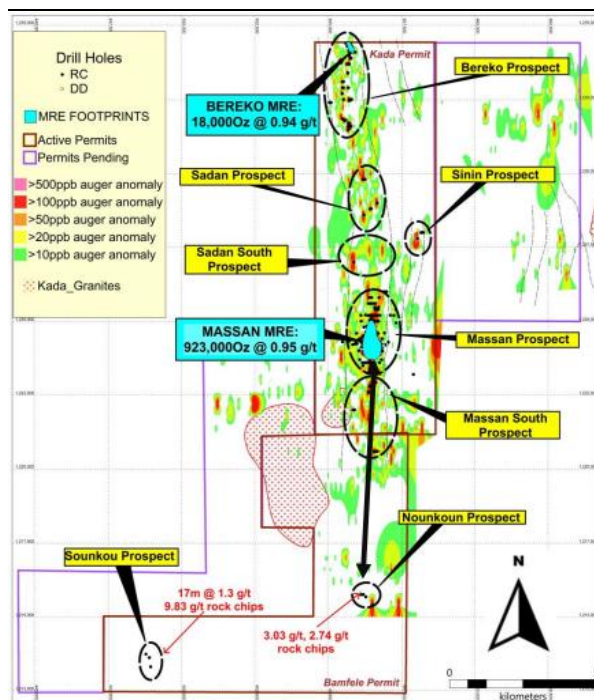 Drill Holes
RC
DD
MRE FOOTPRINTS
Active Permits
Permits Pending
>500ppb auger anomaly
>100ppb auger anomaly
>50ppb auger anomaly
>20ppb auger anomaly
>10ppb auger anomaly
Kada_Granites
Kada Permit
Bereko Prospect
BEREKO MRE:
18,000Oz @ 0.94 g/t
Sadan Prospect
Sinin Prospect
Sadan South
Prospect
MASSAN MRE:
923,000Oz @ 0.95 g/t
Massan Prospect
Massan South
Prospect
Nounkoun Prospect
Sounkou Prospect
17m @ 1.3 g/t
9.83 g/t rock chips
3.03 g/t, 2.74 g/t
rock chips
N
Bamfele Permit
0
kilometers